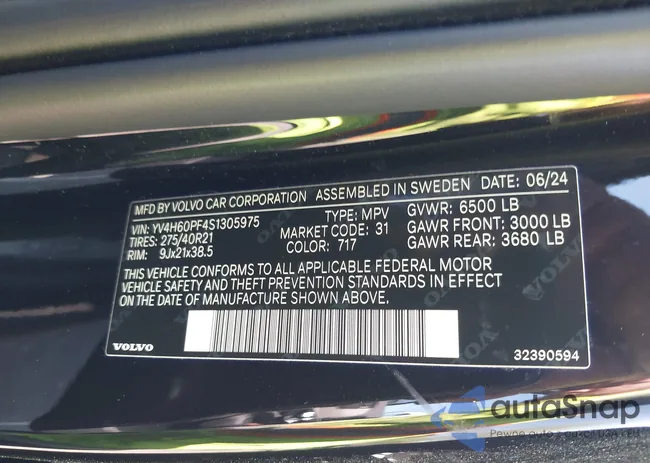 MFD BY VOLVO CAR CORPORATION ASSEMBLED IN SWEDEN DATE: 06/24
VIN: YV4H60PF4S1305975 TYPE: MPV GVWR: 6500 LB
TIRES: 275/40R21 MARKET CODE: 31 GAWR FRONT: 3000 LB
RIM: 9Jx21x38.5 COLOR: 717 GAWR REAR: 3680 LB
THIS VEHICLE CONFORMS TO ALL APPLICABLE FEDERAL MOTOR
VEHICLE SAFETY AND THEFT PREVENTION STANDARDS IN EFFECT
ON THE DATE OF MANUFACTURE SHOWN ABOVE.
VOLVO 32390594
autoSnap
Pewne auto z